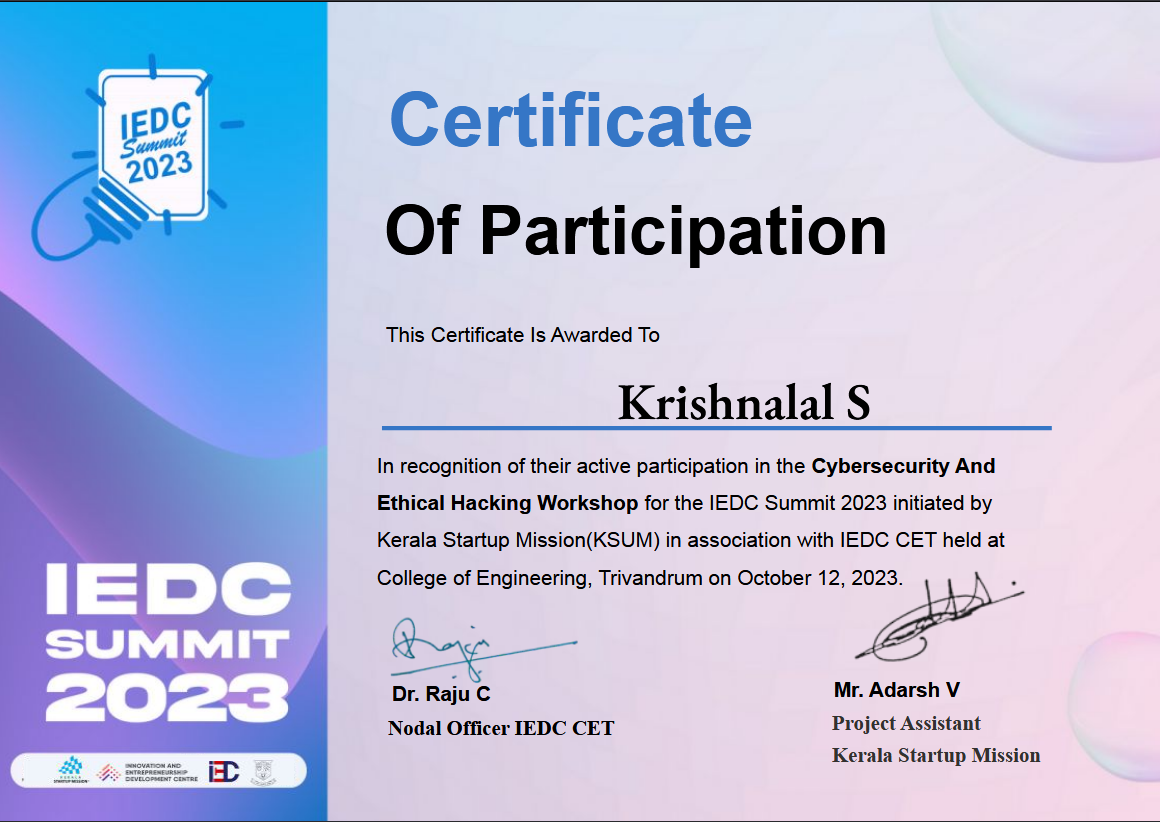 IEDC
Summit
2023
Certificate
Of Participation
This Certificate Is Awarded To
Krishnalal S
In recognition of their active participation in the Cybersecurity And
Ethical Hacking Workshop for the IEDC Summit 2023 initiated by
Kerala Startup Mission(KSUM) in association with IEDC CET held at
College of Engineering, Trivandrum on October 12, 2023.
Dr. Raju C
Nodal Officer IEDC CET
Mr. Adarsh V
Project Assistant
Kerala Startup Mission
IEDC
SUMMIT
2023
KERALA
STARTUP MISSION
INNOVATION AND
ENTREPRENEURSHIP
DEVELOPMENT CENTRE